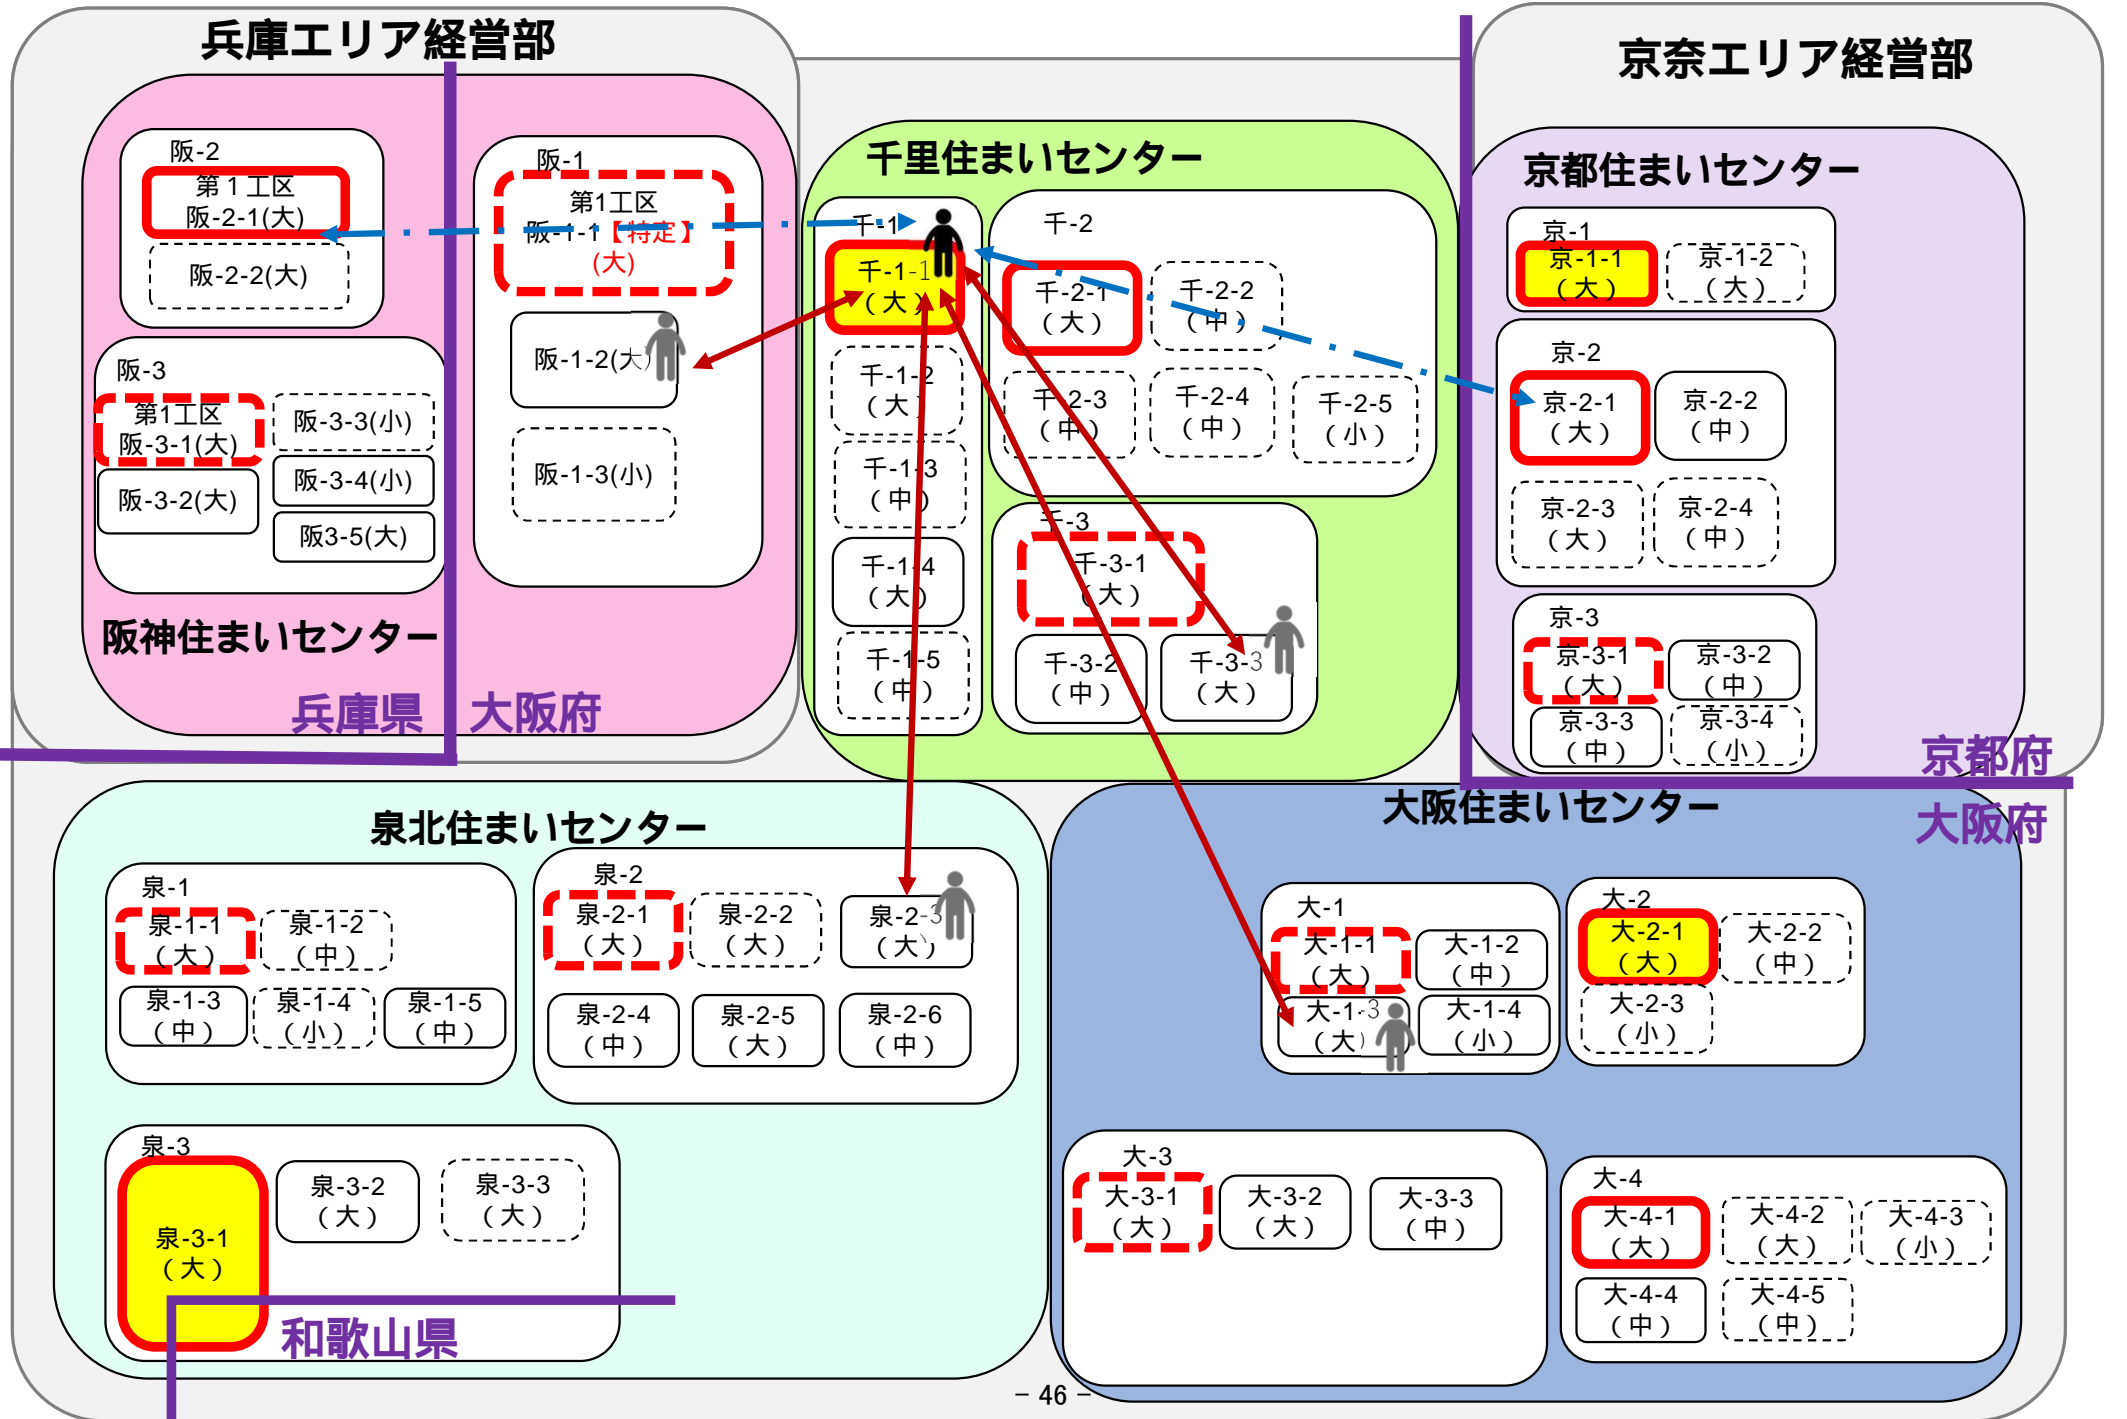 兵庫エリア経営部
京奈エリア経営部
阪-2
第1工区
阪-2-1(大)
阪-2-2(大)
阪-1
第1工区
阪-1-1【特定】
(大)
阪-1-2(大)
阪-1-3(小)
阪-3
第1工区
阪-3-1(大)
阪-3-3(小)
阪-3-2(大)
阪-3-4(小)
阪3-5(大)
阪神住まいセンター
兵庫県
大阪府
千里住まいセンター
千-1
千-1-1
（大）
千-1-2
（大）
千-1-3
（中）
千-1-4
（大）
千-1-5
（中）
千-2
千-2-1
（大）
千-2-2
（中）
千-2-3
（中）
千-2-4
（中）
千-2-5
（小）
千-3
千-3-1
（大）
千-3-2
（中）
千-3-3
（大）
京都住まいセンター
京-1
京-1-1
（大）
京-1-2
（大）
京-2
京-2-1
（大）
京-2-2
（中）
京-2-3
（大）
京-2-4
（中）
京-3
京-3-1
（大）
京-3-2
（中）
京-3-3
（中）
京-3-4
（小）
京都府
大阪府
泉北住まいセンター
泉-1
泉-1-1
（大）
泉-1-2
（中）
泉-1-3
（中）
泉-1-4
（小）
泉-1-5
（中）
泉-2
泉-2-1
（大）
泉-2-2
（大）
泉-2-3
（大）
泉-2-4
（中）
泉-2-5
（大）
泉-2-6
（中）
泉-3
泉-3-1
（大）
泉-3-2
（大）
泉-3-3
（大）
和歌山県
大阪住まいセンター
大-1
大-1-1
（大）
大-1-2
（中）
大-1-3
（大）
大-1-4
（小）
大-2
大-2-1
（大）
大-2-2
（中）
大-2-3
（小）
大-3
大-3-1
（大）
大-3-2
（大）
大-3-3
（中）
大-4
大-4-1
（大）
大-4-2
（大）
大-4-3
（小）
大-4-4
（中）
大-4-5
（中）
－46－